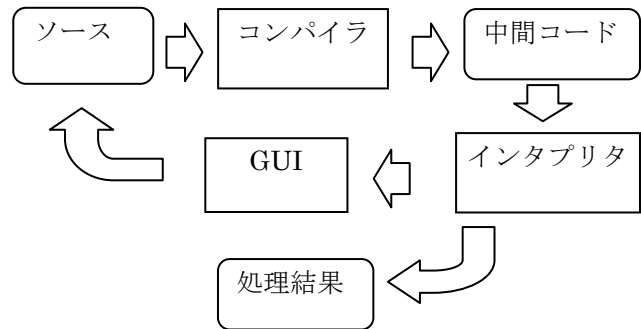 ソース
コンパイラ
中間コード
GUI
インタプリタ
処理結果